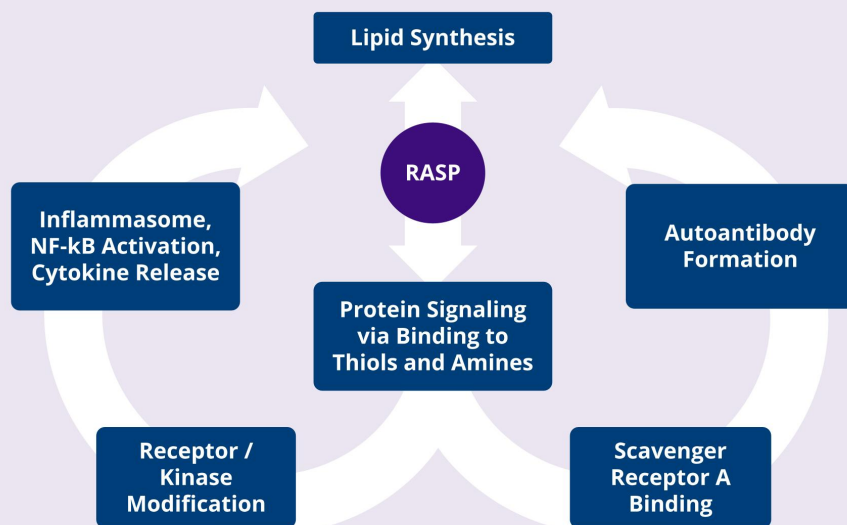 Lipid Synthesis
RASP
Inflammasome,
NF-kB Activation,
Cytokine Release
Autoantibody
Formation
Protein Signaling
via Binding to
Thiols and Amines
Receptor /
Kinase
Modification
Scavenger
Receptor A
Binding